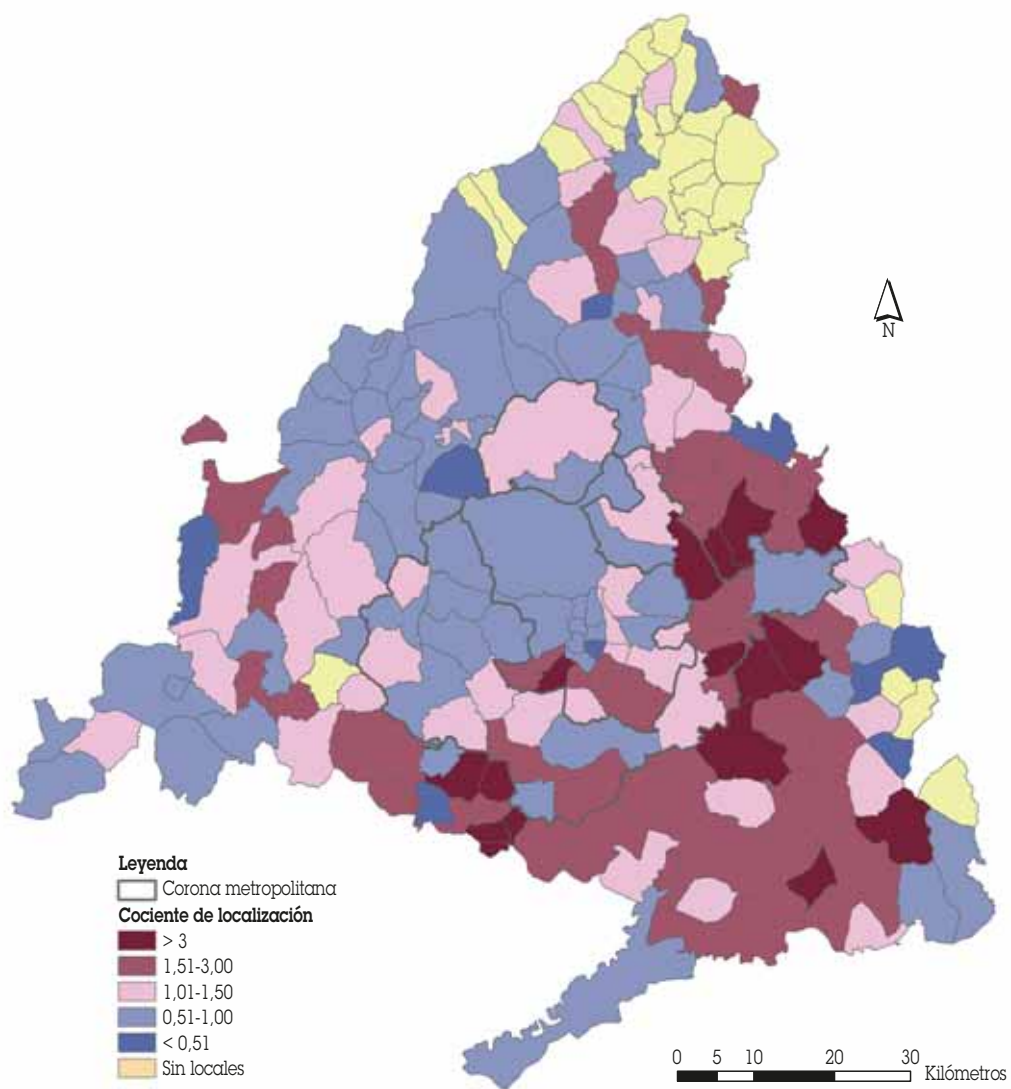 N
Leyenda
Corona metropolitana
Cociente de localización
> 3
1,51-3,00
1,01-1,50
0,51-1,00
< 0,51
Sin locales
0 5 10 20 30
Kilómetros